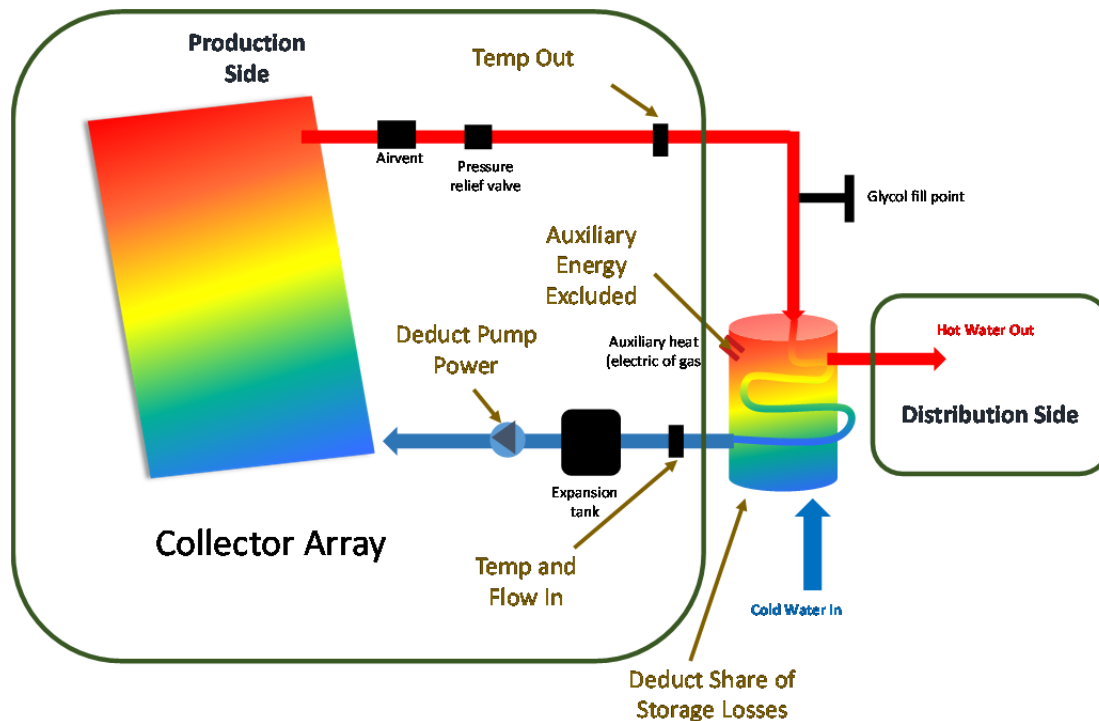 Production
Side
Temp Out
Airvent
Pressure
relief valve
Glycol fill point
Auxiliary
Energy
Excluded
Deduct Pump
Power
Auxiliary heat
(electric of gas
Hot Water Out
Distribution Side
Expansion
tank
Collector Array
Temp and
Flow In
Cold Water In
Deduct Share of
Storage Losses